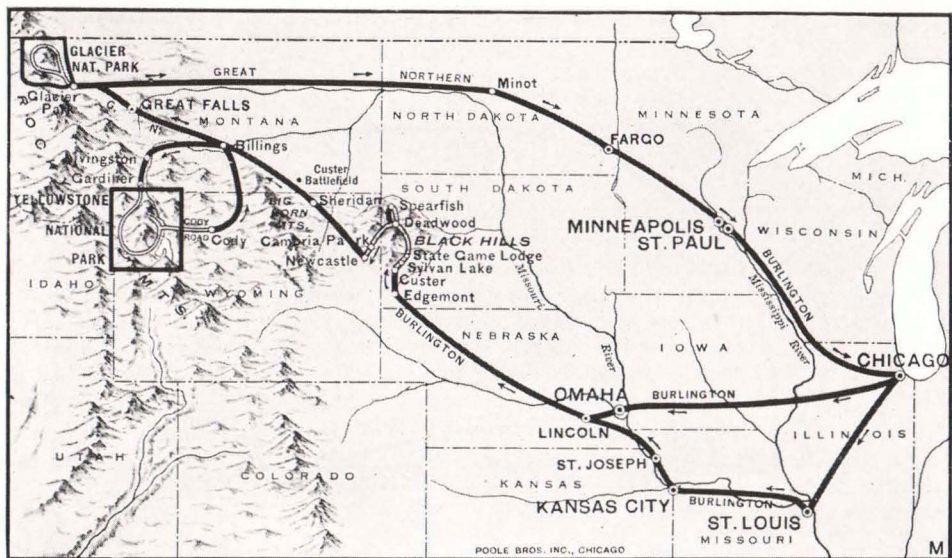 GLACIER
NAT. PARK
Glacier
Park
GREAT
NORTHERN
Minot
ROCKY
G.
N.
GREAT FALLS
MONTANA
NORTH DAKOTA
MINNESOTA
FARGO
Livingston
Billings
Gardiner
Custer
Battlefield
SOUTH DAKOTA
MICH.
YELLOWSTONE
NATIONAL
PARK
CODY
ROAD
Cody
BIG
HORN
MTS.
Sheridan
Spearfish
Deadwood
MINNEAPOLIS
ST. PAUL
WISCONSIN
Cambria Park
Newcastle
BLACK HILLS
State Game Lodge
Sylvan Lake
Custer
Edgemont
IDAHO
MTS
WYOMING
Missouri
River
BURLINGTON
Mississippi
River
BURLINGTON
NEBRASKA
IOWA
CHICAGO
OMAHA
BURLINGTON
LINCOLN
ILLINOIS
UTAH
COLORADO
ST. JOSEPH
KANSAS
KANSAS CITY
BURLINGTON
ST. LOUIS
MISSOURI
POOLE BROS. INC., CHICAGO
M